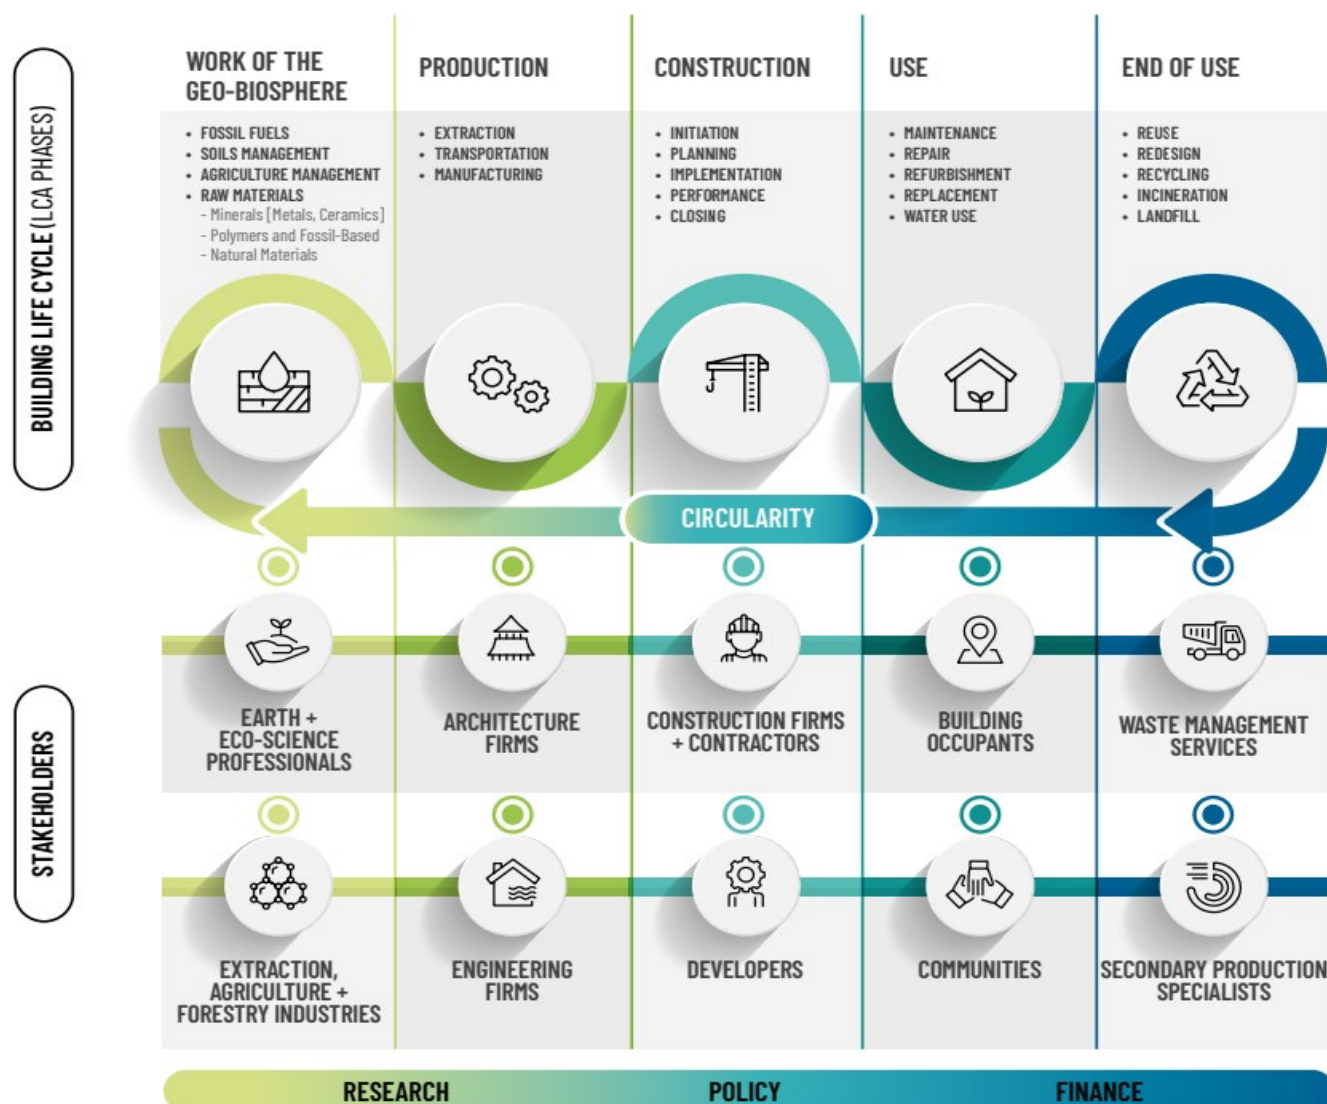 BUILDING LIFE CYCLE (LCA PHASES)
WORK OF THE
GEO-BIOSPHERE
• FOSSIL FUELS
• SOILS MANAGEMENT
• AGRICULTURE MANAGEMENT
• RAW MATERIALS
- Minerals [Metals, Ceramics]
- Polymers and Fossil-Based
- Natural Materials
PRODUCTION
• EXTRACTION
• TRANSPORTATION
• MANUFACTURING
CONSTRUCTION
• INITIATION
• PLANNING
• IMPLEMENTATION
• PERFORMANCE
• CLOSING
USE
• MAINTENANCE
• REPAIR
• REFURBISHMENT
• REPLACEMENT
• WATER USE
END OF USE
• REUSE
• REDESIGN
• RECYCLING
• INCINERATION
• LANDFILL
CIRCULARITY
STAKEHOLDERS
EARTH +
ECO-SCIENCE
PROFESSIONALS
ARCHITECTURE
FIRMS
CONSTRUCTION FIRMS
+ CONTRACTORS
BUILDING
OCCUPANTS
WASTE MANAGEMENT
SERVICES
EXTRACTION,
AGRICULTURE +
FORESTRY INDUSTRIES
ENGINEERING
FIRMS
DEVELOPERS
COMMUNITIES
SECONDARY PRODUCTION
SPECIALISTS
RESEARCH
POLICY
FINANCE